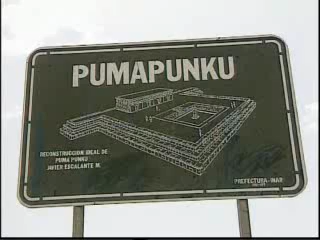 PUMAPUNKU
RECONSTRUCCION IDEAL DE
PUMA PUNKU
JAVIER ESCALANTE M.
PREFECTURA-INAR